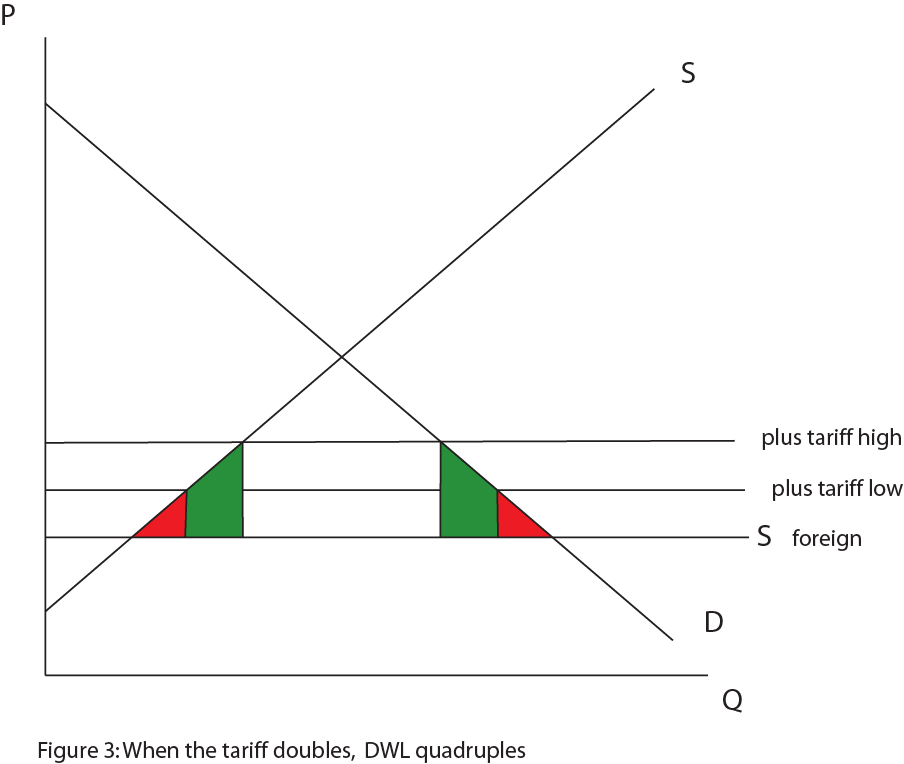 P
S
plus tariff high
plus tariff low
S foreign
D
Q
Figure 3: When the tariff doubles, DWL quadruples